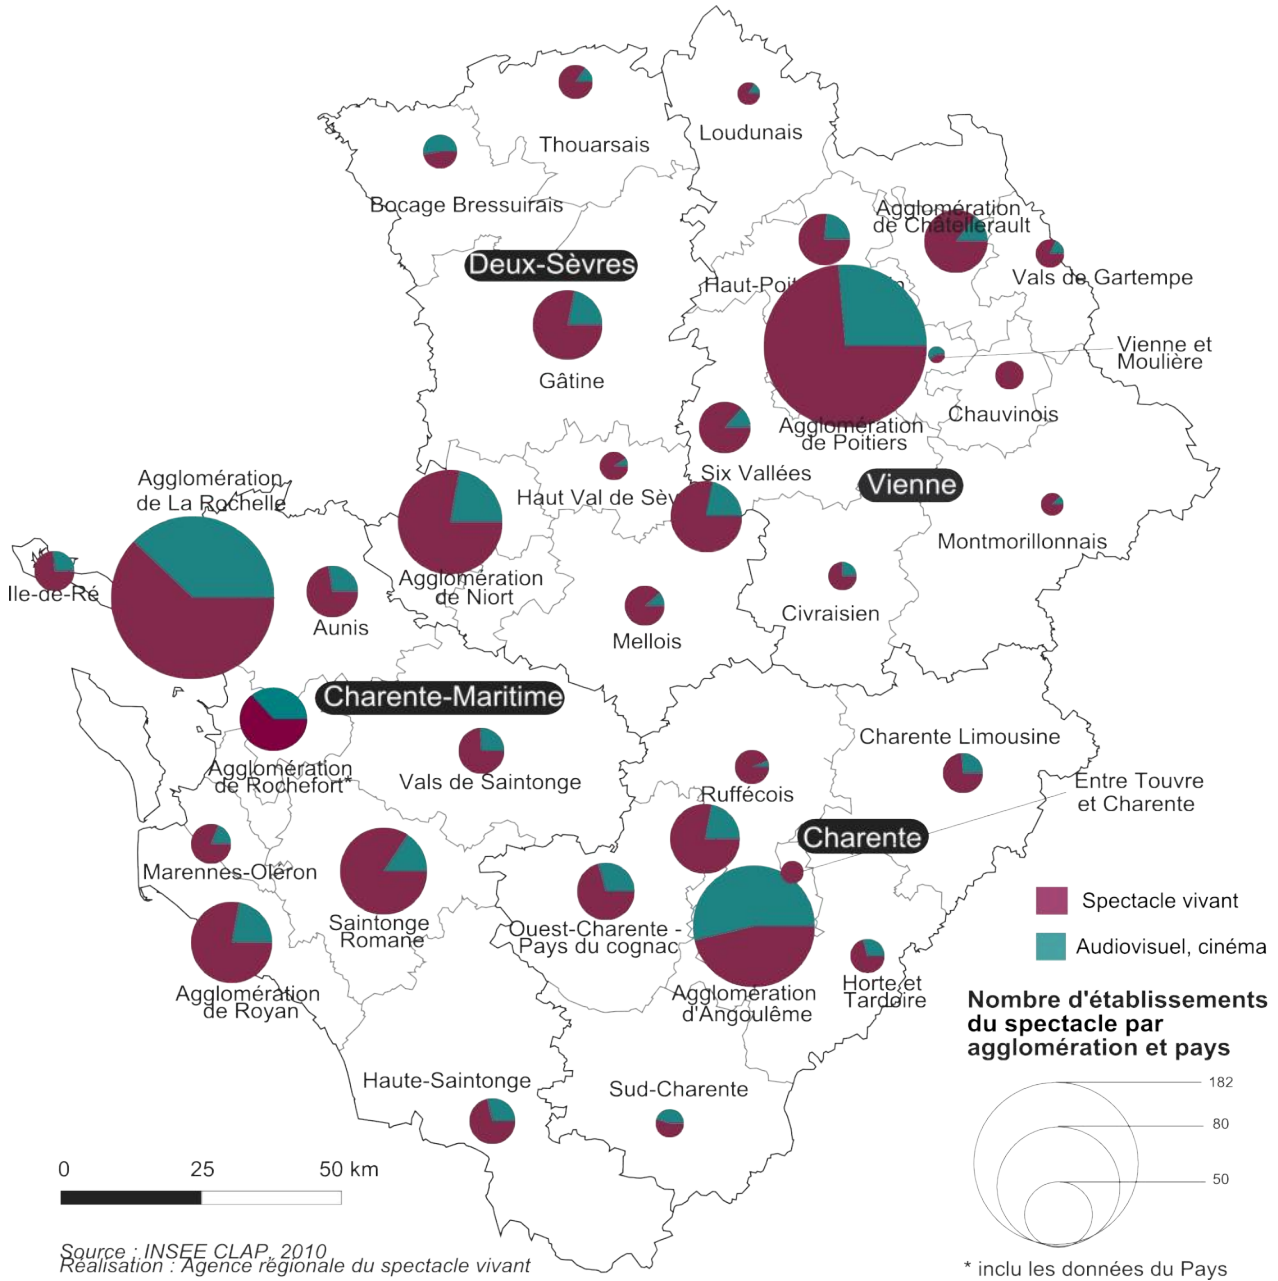 Thouarsais
Loudunais
Bocage Bressuirais
Agglomération
de Châtellerault
Deux-Sèvres
Vals de Gartempe
Haut-Poi
Gâtine
Vienne et
Moulière
Chauvinois
Agglomération
de Poitiers
Agglomération
de La Rochelle
Six Vallées
Haut Val de Sèv
Vienne
Montmorillonnais
Ile-de-Ré
Agglomération
de Niort
Aunis
Mellois
Civraisien
Charente-Maritime
Charente Limousine
Agglomération
de Rochefort*
Vals de Saintonge
Ruffécois
Entre Touvre
et Charente
Charente
Marennes-Oléron
Saintonge
Romane
Ouest-Charente -
Pays du cognac
Agglomération
de Royan
Agglomération
d'Angoulême
Horte et
Tardoire
Haute-Saintonge
Sud-Charente
Spectacle vivant
Audiovisuel, cinéma
Nombre d'établissements
du spectacle par
agglomération et pays
182
80
50
0 25 50 km
Source : INSEE CLAP, 2010
Réalisation : Agence régionale du spectacle vivant
* inclu les données du Pays